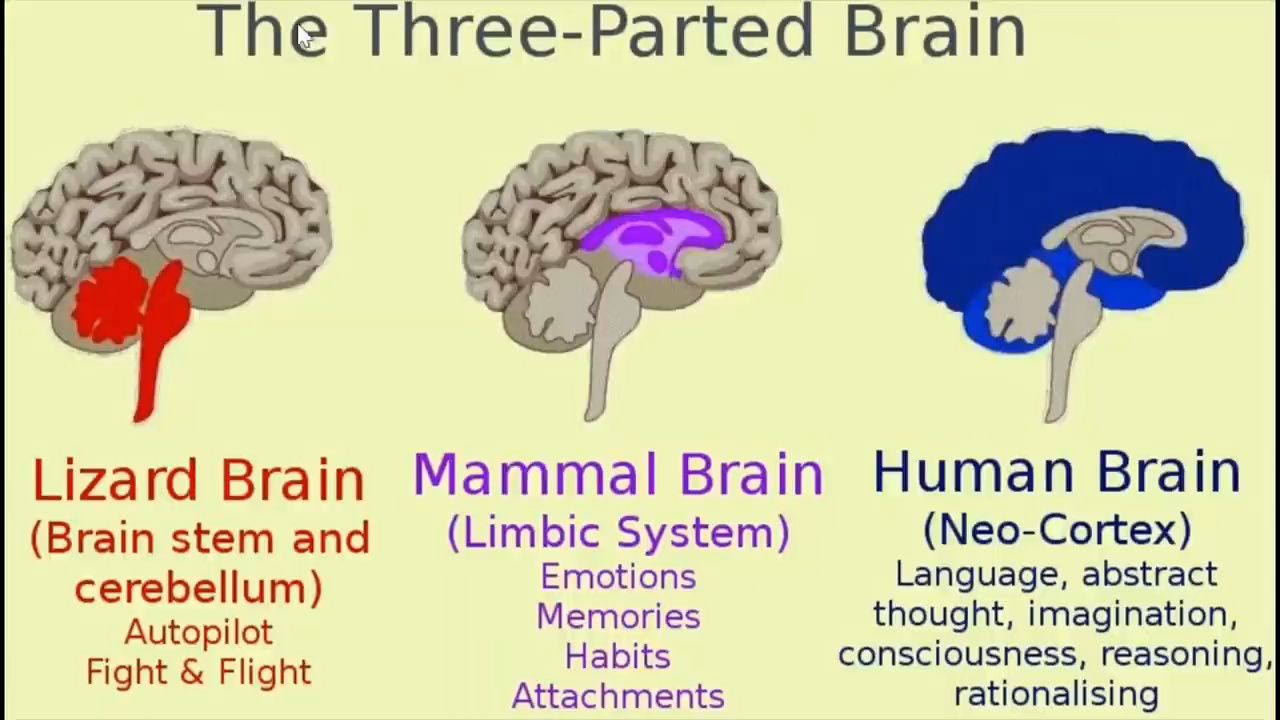 The Three-Parted Brain
Lizard Brain
(Brain stem and
cerebellum)
Autopilot
Fight & Flight
Mammal Brain
(Limbic System)
Emotions
Memories
Habits
Attachments
Human Brain
(Neo-Cortex)
Language, abstract
thought, imagination,
consciousness, reasoning,
rationalising